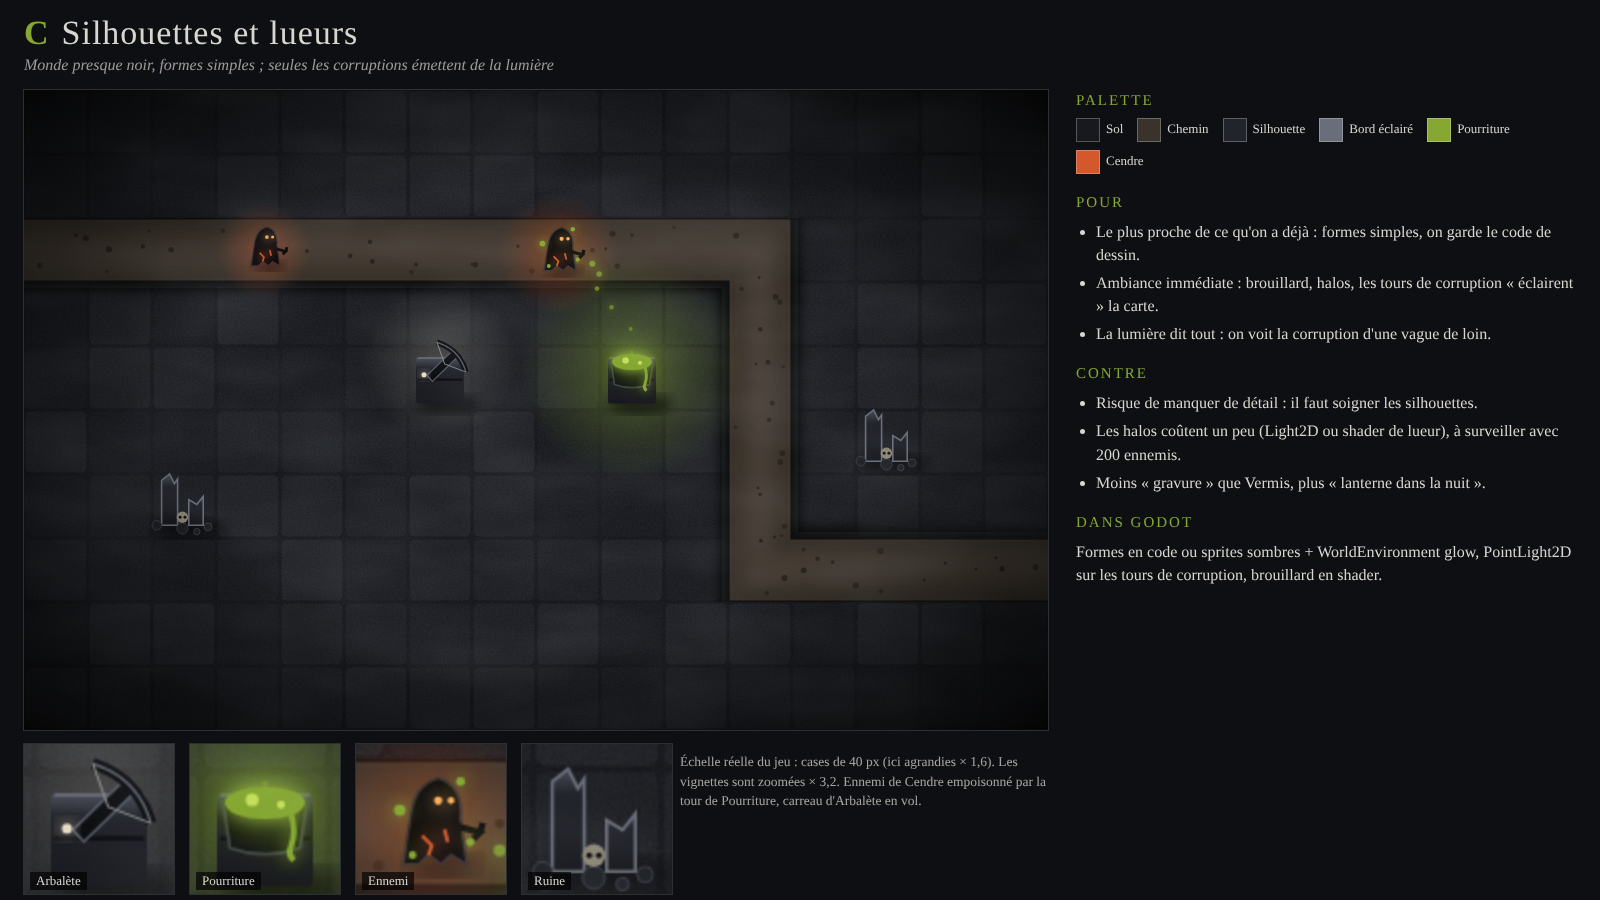 C Silhouettes et lueurs
Monde presque noir, formes simples ; seules les corruptions émettent de la lumière
PALETTE
Sol
Chemin
Silhouette
Bord éclairé
Pourriture
Cendre
POUR
• Le plus proche de ce qu'on a déjà : formes simples, on garde le code de
dessin.
• Ambiance immédiate : brouillard, halos, les tours de corruption « éclairent
» la carte.
• La lumière dit tout : on voit la corruption d'une vague de loin.
CONTRE
• Risque de manquer de détail : il faut soigner les silhouettes.
• Les halos coûtent un peu (Light2D ou shader de lueur), à surveiller avec
200 ennemis.
• Moins « gravure » que Vermis, plus « lanterne dans la nuit ».
DANS GODOT
Formes en code ou sprites sombres + WorldEnvironment glow, PointLight2D
sur les tours de corruption, brouillard en shader.
Arbalète
Pourriture
Ennemi
Ruine
Échelle réelle du jeu : cases de 40 px (ici agrandies × 1,6). Les
vignettes sont zoomées × 3,2. Ennemi de Cendre empoisonné par la
tour de Pourriture, carreau d'Arbalète en vol.